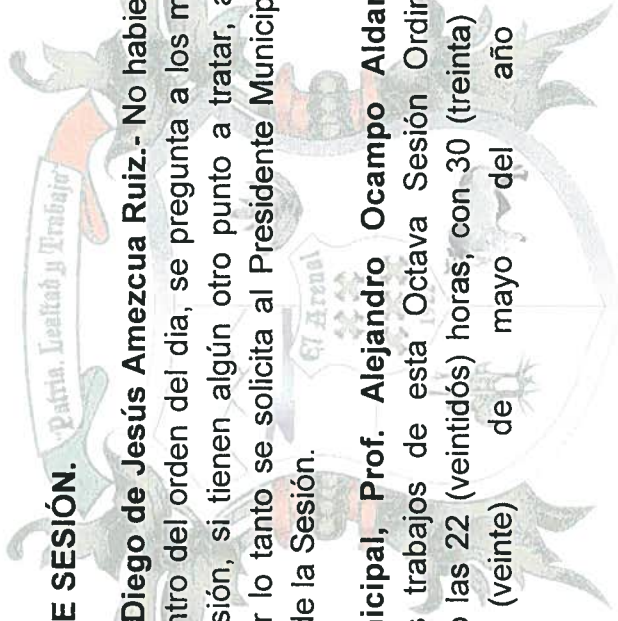 "Patria, Lealtad y Trabajo"
El Arenal
E SESIÓN.
Diego de Jesús Amezcua Ruiz.- No habie
ntro del orden del dia, se pregunta a los m
sión, si tienen algún otro punto a tratar, a
r lo tanto se solicita al Presidente Municip
de la Sesión.
icipal, Prof. Alejandro Ocampo Aldan
s trabajos de esta Octava Sesión Ordin
o las 22 (veintidós) horas, con 30 (treinta)
(veinte) de mayo del año